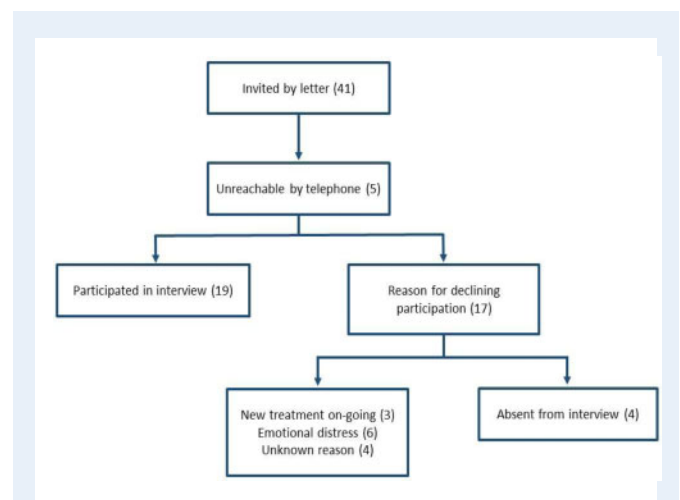 Invited by letter (41)
Unreachable by telephone (5)
Participated in interview (19)
Reason for declining
participation (17)
New treatment on-going (3)
Emotional distress (6)
Unknown reason (4)
Absent from interview (4)